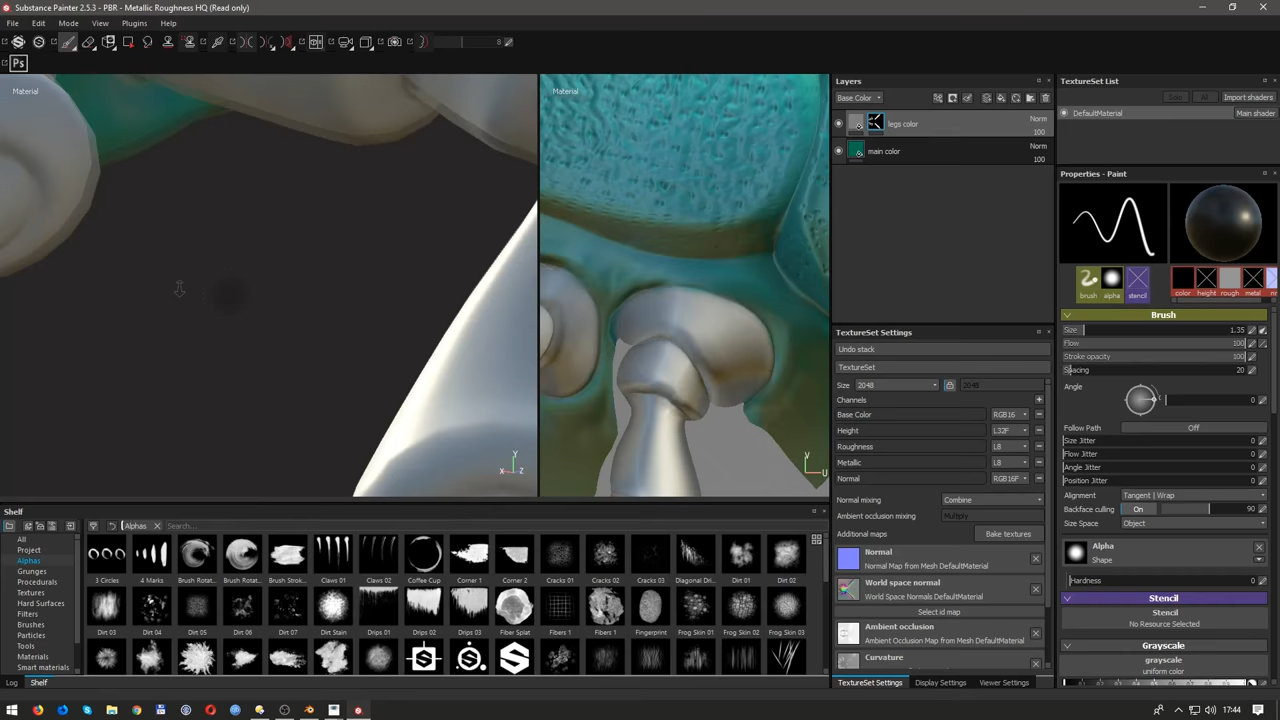 Substance Painter 2.5.3 - PBR - Metallic Roughness HQ (Read only)
File Edit Mode View Plugins Help
8
Ps
Material
Material
X Z
Y
V
U
Layers
Base Color
legs color
Norm
100
main color
Norm
100
TextureSet List
Solo All Import shaders
DefaultMaterial Main shader
Properties - Paint
brush alpha stencil color height rough metal
Brush
Size 1.35
Flow 100
Stroke opacity 100
Spacing 20
Angle 0
Follow Path Off
Size Jitter 0
Flow Jitter 0
Angle Jitter 0
Position Jitter 0
Alignment Tangent | Wrap
Backface culling On 90
Size Space Object
Alpha
Shape
Hardness 0
Stencil
Stencil
No Resource Selected
Grayscale
grayscale
uniform color
TextureSet Settings
Undo stack
TextureSet
Size 2048 2048
Channels
Base Color RGB16
Height L32F
Roughness L8
Metallic L8
Normal RGB16F
Normal mixing Combine
Ambient occlusion mixing Multiply
Additional maps Bake textures
Normal
Normal Map from Mesh DefaultMaterial
World space normal
World Space Normals DefaultMaterial
Select id map
Ambient occlusion
Ambient Occlusion Map from Mesh DefaultMaterial
Curvature
TextureSet Settings Display Settings Viewer Settings
Shelf
Alphas Search...
All
Project
Alphas
Grunges
Procedurals
Textures
Hard Surfaces
Filters
Brushes
Particles
Tools
Materials
Smart materials
3 Circles 4 Marks Brush Rotat... Brush Rotat... Brush Strok... Claws 01 Claws 02 Coffee Cup Corner 1 Corner 2 Cracks 01 Cracks 02 Cracks 03 Diagonal Dri... Dirt 01 Dirt 02
Dirt 03 Dirt 04 Dirt 05 Dirt 06 Dirt 07 Dirt Stain Drips 01 Drips 02 Drips 03 Fiber Splat Fibers 1 Fibers 1 Fingerprint Frog Skin 01 Frog Skin 02 Frog Skin 03
Log Shelf
17:44